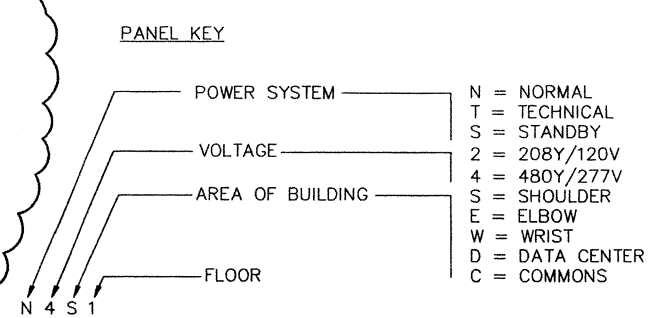 PANEL KEY
POWER SYSTEM
N = NORMAL
T = TECHNICAL
S = STANDBY
VOLTAGE
2 = 208Y/120V
4 = 480Y/277V
AREA OF BUILDING
S = SHOULDER
E = ELBOW
W = WRIST
D = DATA CENTER
C = COMMONS
FLOOR
N 4 S 1